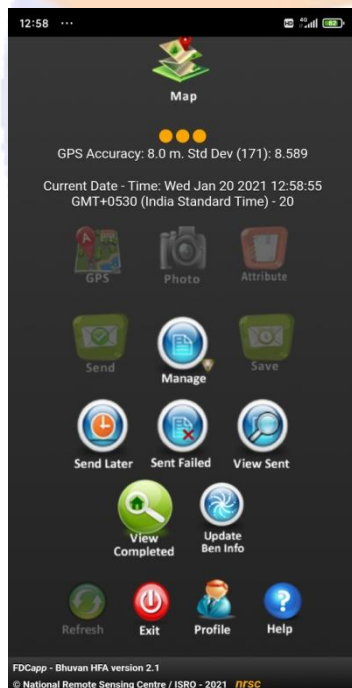 12:58 ...
HD 4G 82
Map
GPS Accuracy: 8.0 m. Std Dev (171): 8.589
Current Date - Time: Wed Jan 20 2021 12:58:55
GMT+0530 (India Standard Time) - 20
GPS Photo Attribute
Send Manage Save
Send Later Sent Failed View Sent
View Update
Completed Ben Info
Refresh Exit Profile Help
FDCapp - Bhuvan HFA version 2.1
© National Remote Sensing Centre / ISRO - 2021 nrsc